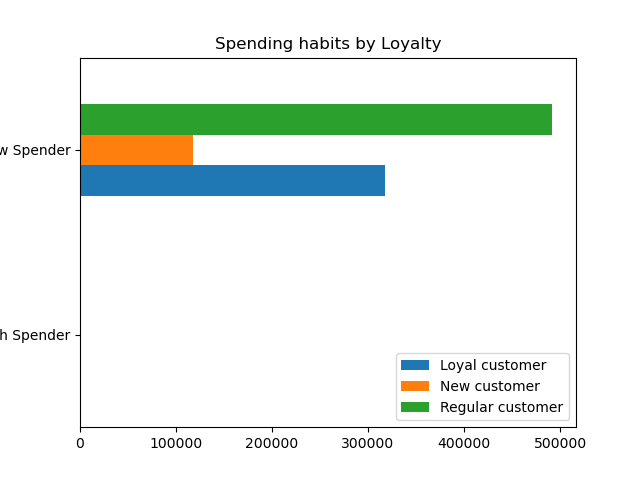 Spending habits by Loyalty
w Spender
h Spender
Loyal customer
New customer
Regular customer
0 100000 200000 300000 400000 500000